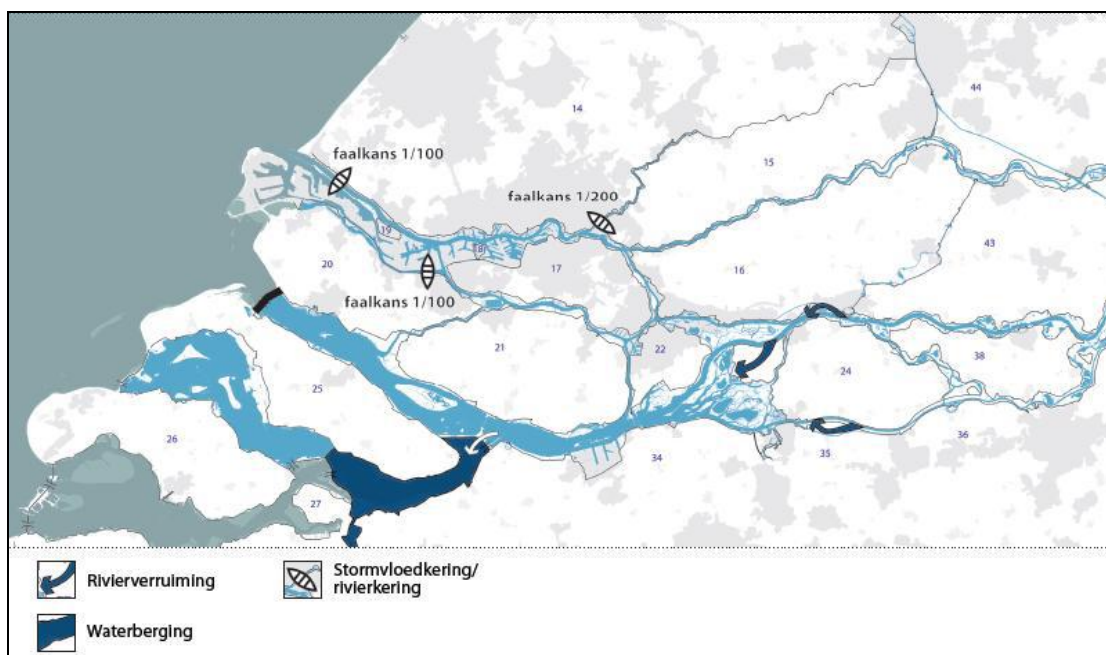 44
14
faalkans 1/100
15
faalkans 1/200
19
18
43
20
17
16
faalkans 1/100
21
22
38
24
25
26
36
34
35
27
Rivierverruiming
Stormvloedkering/
rivierkering
Waterberging